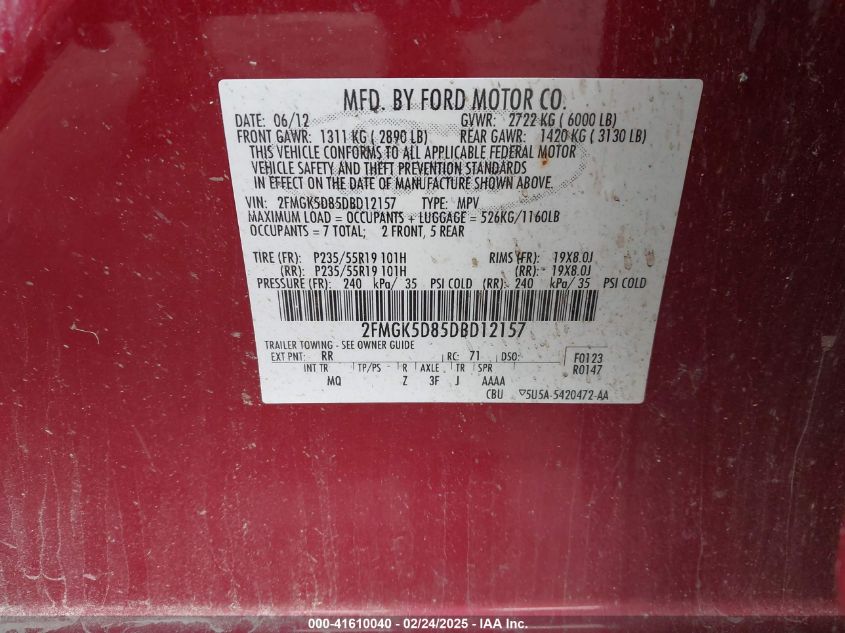 MFD. BY FORD MOTOR CO.
DATE: 06/12 GVWR: 2722 KG ( 6000 LB)
FRONT GAWR: 1311 KG ( 2890 LB) REAR GAWR: 1420 KG ( 3130 LB)
THIS VEHICLE CONFORMS TO ALL APPLICABLE FEDERAL MOTOR
VEHICLE SAFETY AND THEFT PREVENTION STANDARDS
IN EFFECT ON THE DATE OF MANUFACTURE SHOWN ABOVE.
VIN: 2FMGK5D85DBD12157 TYPE: MPV
MAXIMUM LOAD = OCCUPANTS + LUGGAGE = 526KG/1160LB
OCCUPANTS = 7 TOTAL; 2 FRONT, 5 REAR
TIRE (FR): P235/55R19 101H RIMS (FR): 19X8.0J
(RR): P235/55R19 101H (RR): 19X8.0J
PRESSURE (FR): 240 kPa/ 35 PSI COLD (RR): 240 kPa/ 35 PSI COLD
2FMGK5D85DBD12157
TRAILER TOWING - SEE OWNER GUIDE
EXT PNT: RR RC: 71 DSO: F0123
INT TR TP/PS R AXLE TR SPR R0147
MQ Z 3F J AAAA
CBU ▽5U5A-5420472-AA
000-41610040 - 02/24/2025 - IAA Inc.